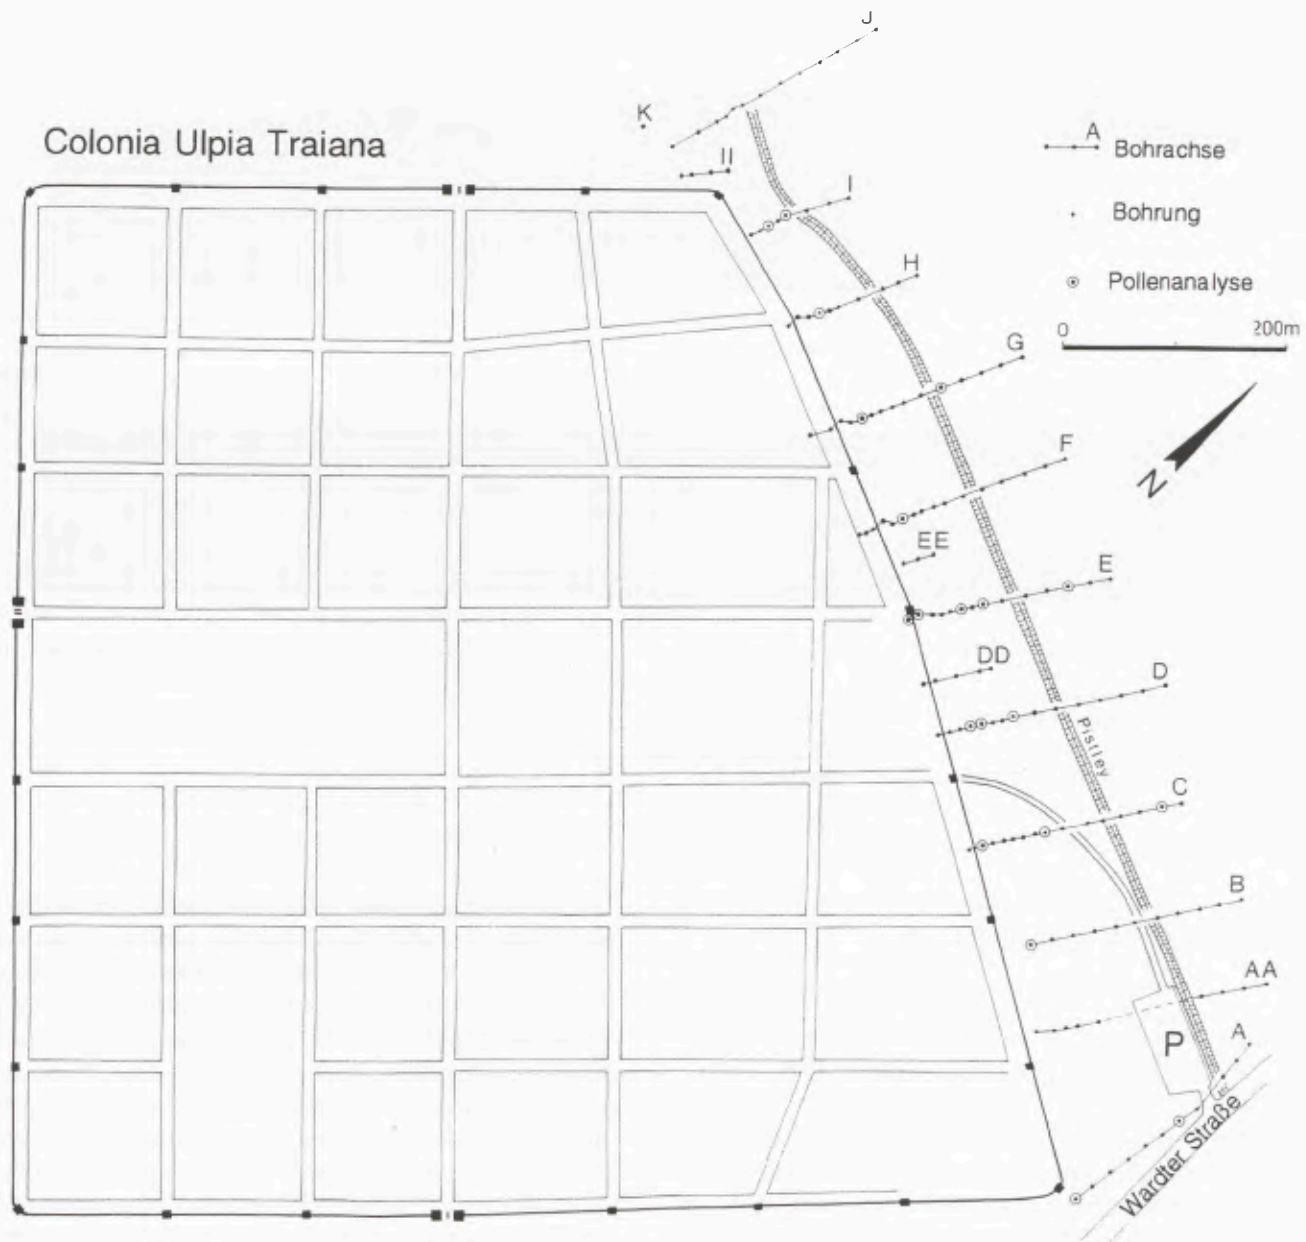 J
K
Colonia Ulpia Traiana
A
Bohrachse
II
I
Bohrung
H
Pollenanalyse
0 200m
G
F
N
EE
E
DD
D
Pistley
C
B
AA
A
P
Wardter Straße